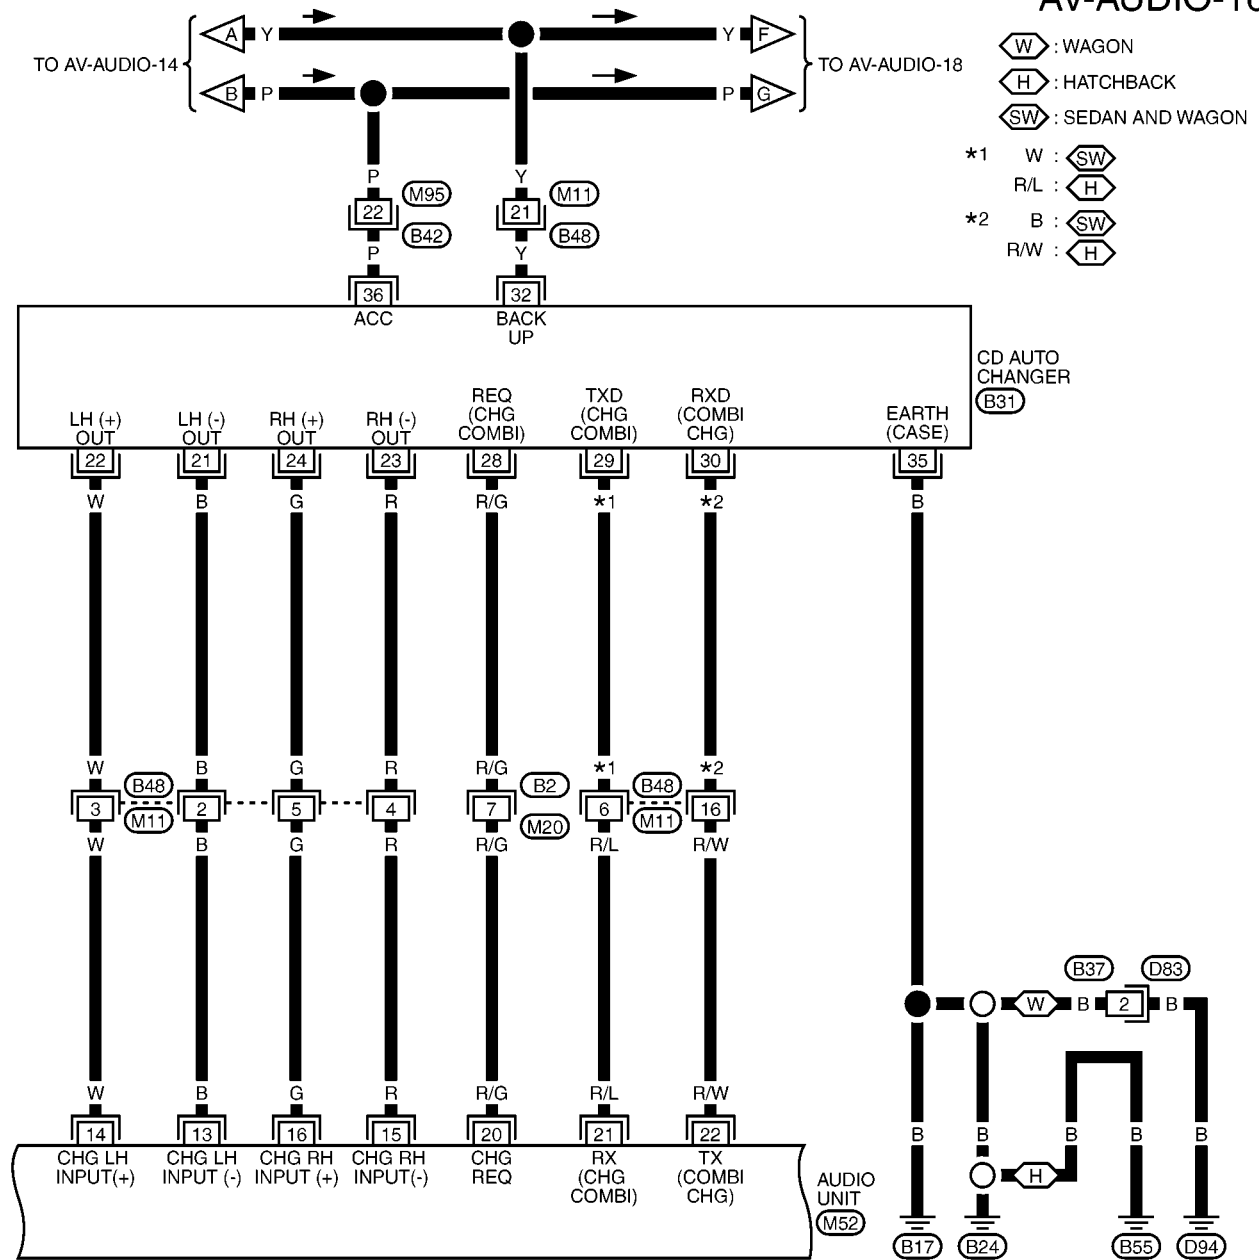 AV-AUDIO-16
A Y Y F
TO AV-AUDIO-14 TO AV-AUDIO-18
B P P G
W : WAGON
H : HATCHBACK
SW : SEDAN AND WAGON
*1 W : SW
R/L : H
*2 B : SW
R/W : H
P Y
22 M95 21 M11
B42 B48
P Y
36 32
ACC BACK
UP
CD AUTO
CHANGER
B31
LH (+)
OUT
LH (-)
OUT
RH (+)
OUT
RH (-)
OUT
REQ
(CHG
COMBI)
TXD
(CHG
COMBI)
RXD
(COMBI
CHG)
EARTH
(CASE)
22 21 24 23 28 29 30 35
W B G R R/G *1 *2 B
W B G R R/G *1 *2
B48 B2 B48
3 2 5 4 7 6 16
M11 M20 M11
W B G R R/G R/L R/W
B37 D83
W B 2 B
W B G R R/G R/L R/W
14 13 16 15 20 21 22
B B B B B
CHG LH
INPUT(+)
CHG LH
INPUT (-)
CHG RH
INPUT (+)
CHG RH
INPUT(-)
CHG
REQ
RX
(CHG
COMBI)
TX
(COMBI
CHG)
H
AUDIO
UNIT
M52
B17 B24 B55 D94